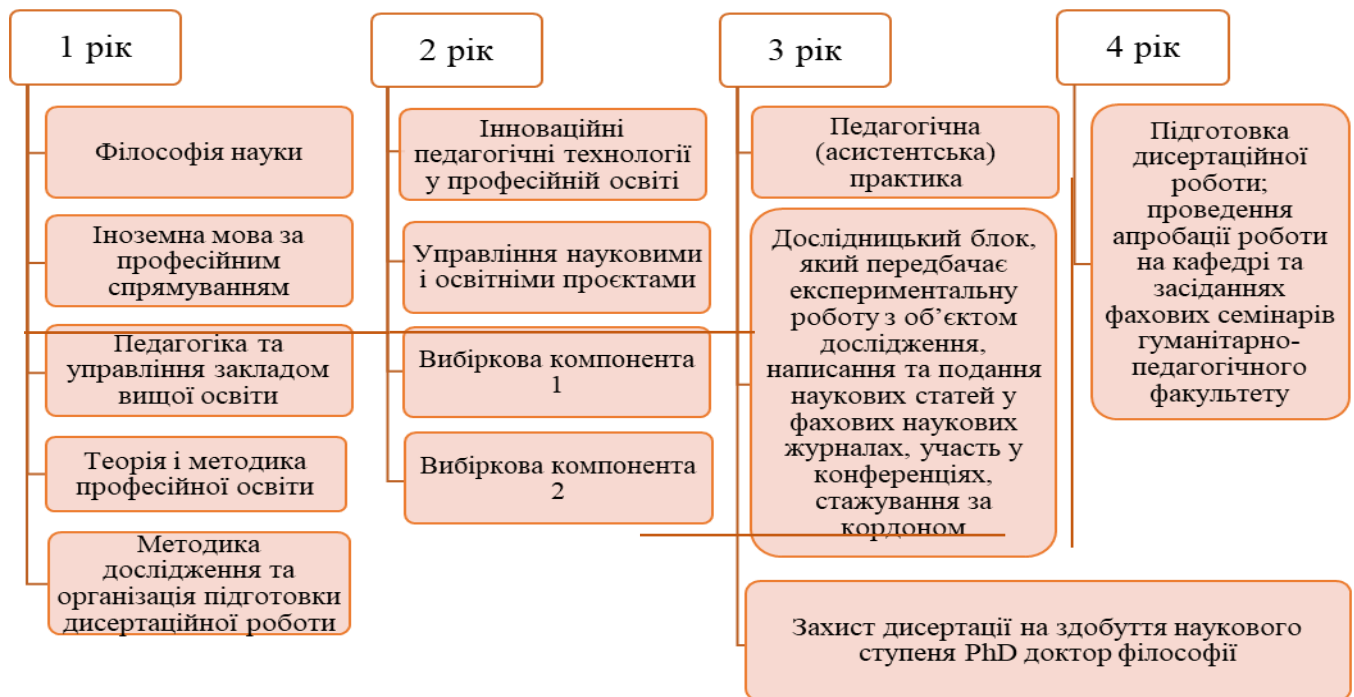 1 рік
Філософія науки
Іноземна мова за
професійним
спрямуванням
Педагогіка та
управління закладом
вищої освіти
Теорія і методика
професійної освіти
Методика
дослідження та
організація підготовки
дисертаційної роботи
2 рік
Інноваційні
педагогічні технології
у професійній освіті
Управління науковими
і освітніми проєктами
Вибіркова компонента
1
Вибіркова компонента
2
3 рік
Педагогічна
(асистентська)
практика
Дослідницький блок,
який передбачає
експериментальну
роботу з об’єктом
дослідження,
написання та подання
наукових статей у
фахових наукових
журналах, участь у
конференціях,
стажування за
кордоном
Захист дисертації на здобуття наукового
ступеня PhD доктор філософії
4 рік
Підготовка
дисертаційної
роботи;
проведення
апробації роботи
на кафедрі та
засіданнях
фахових семінарів
гуманітарно-
педагогічного
факультету